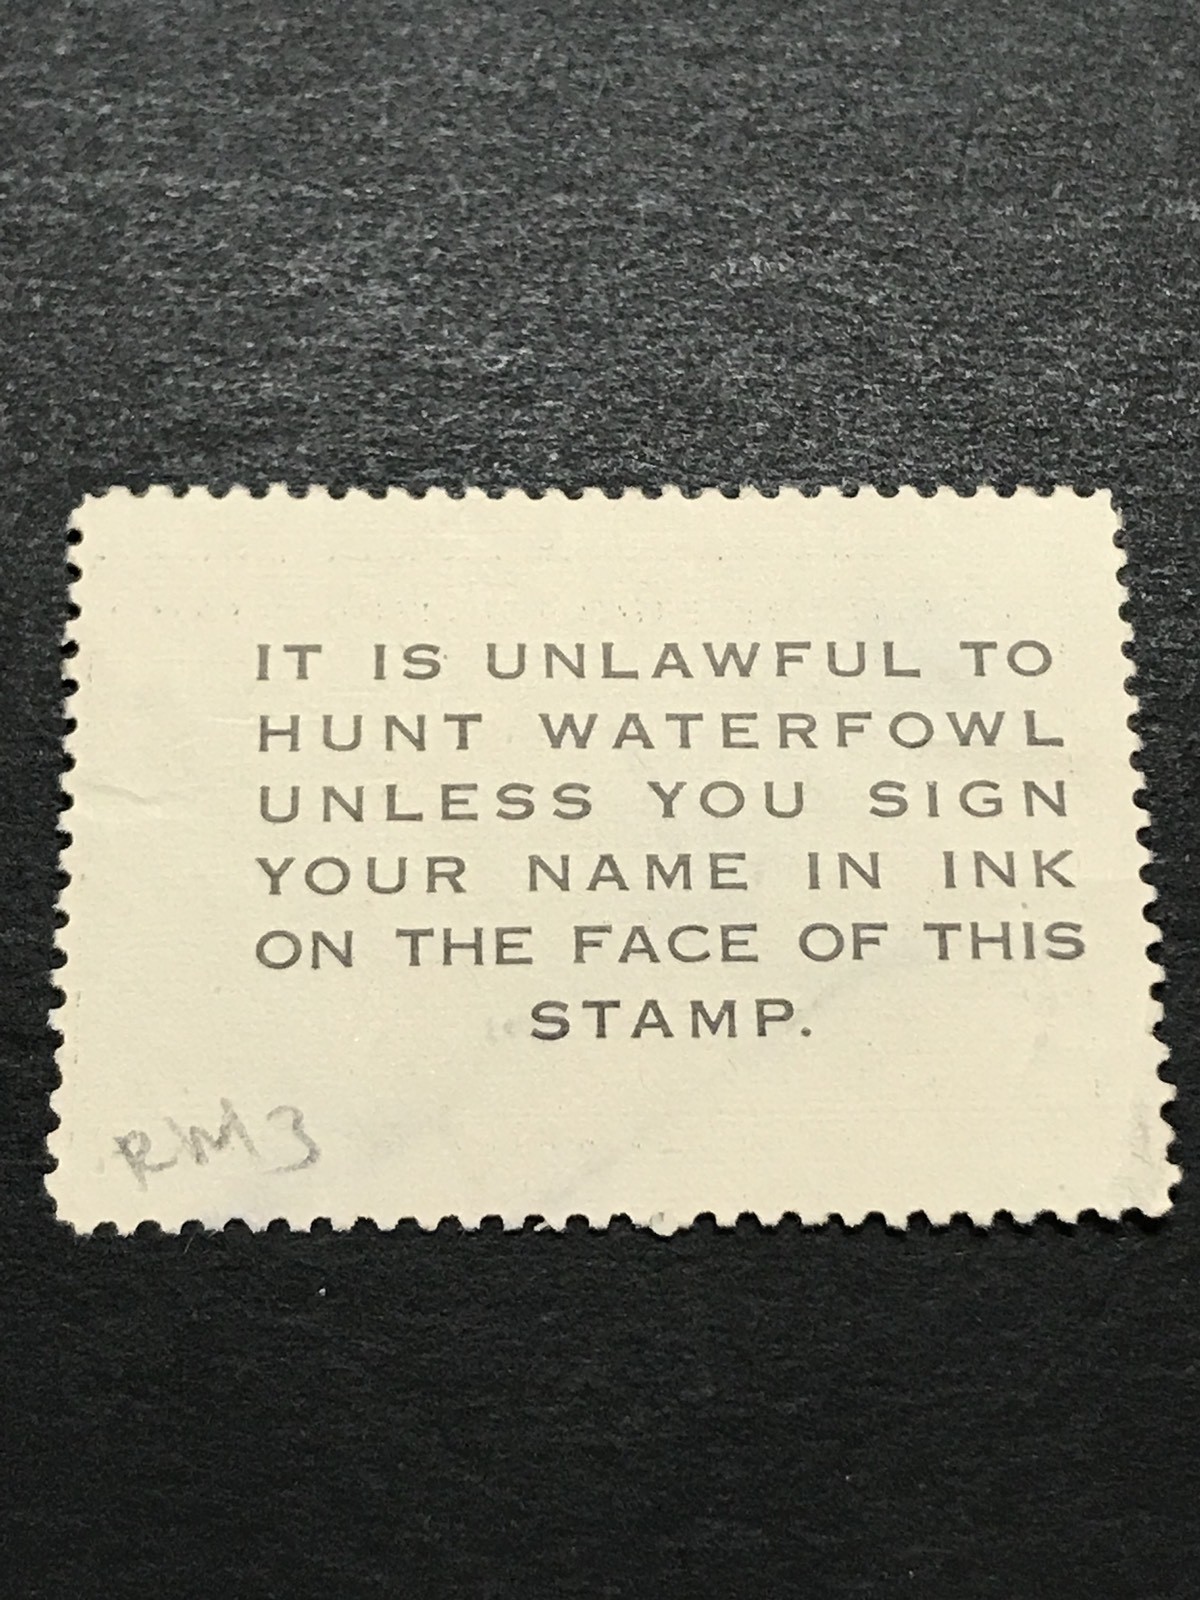 IT IS UNLAWFUL TO
HUNT WATERFOWL
UNLESS YOU SIGN
YOUR NAME IN INK
ON THE FACE OF THIS
STAMP.
RM3